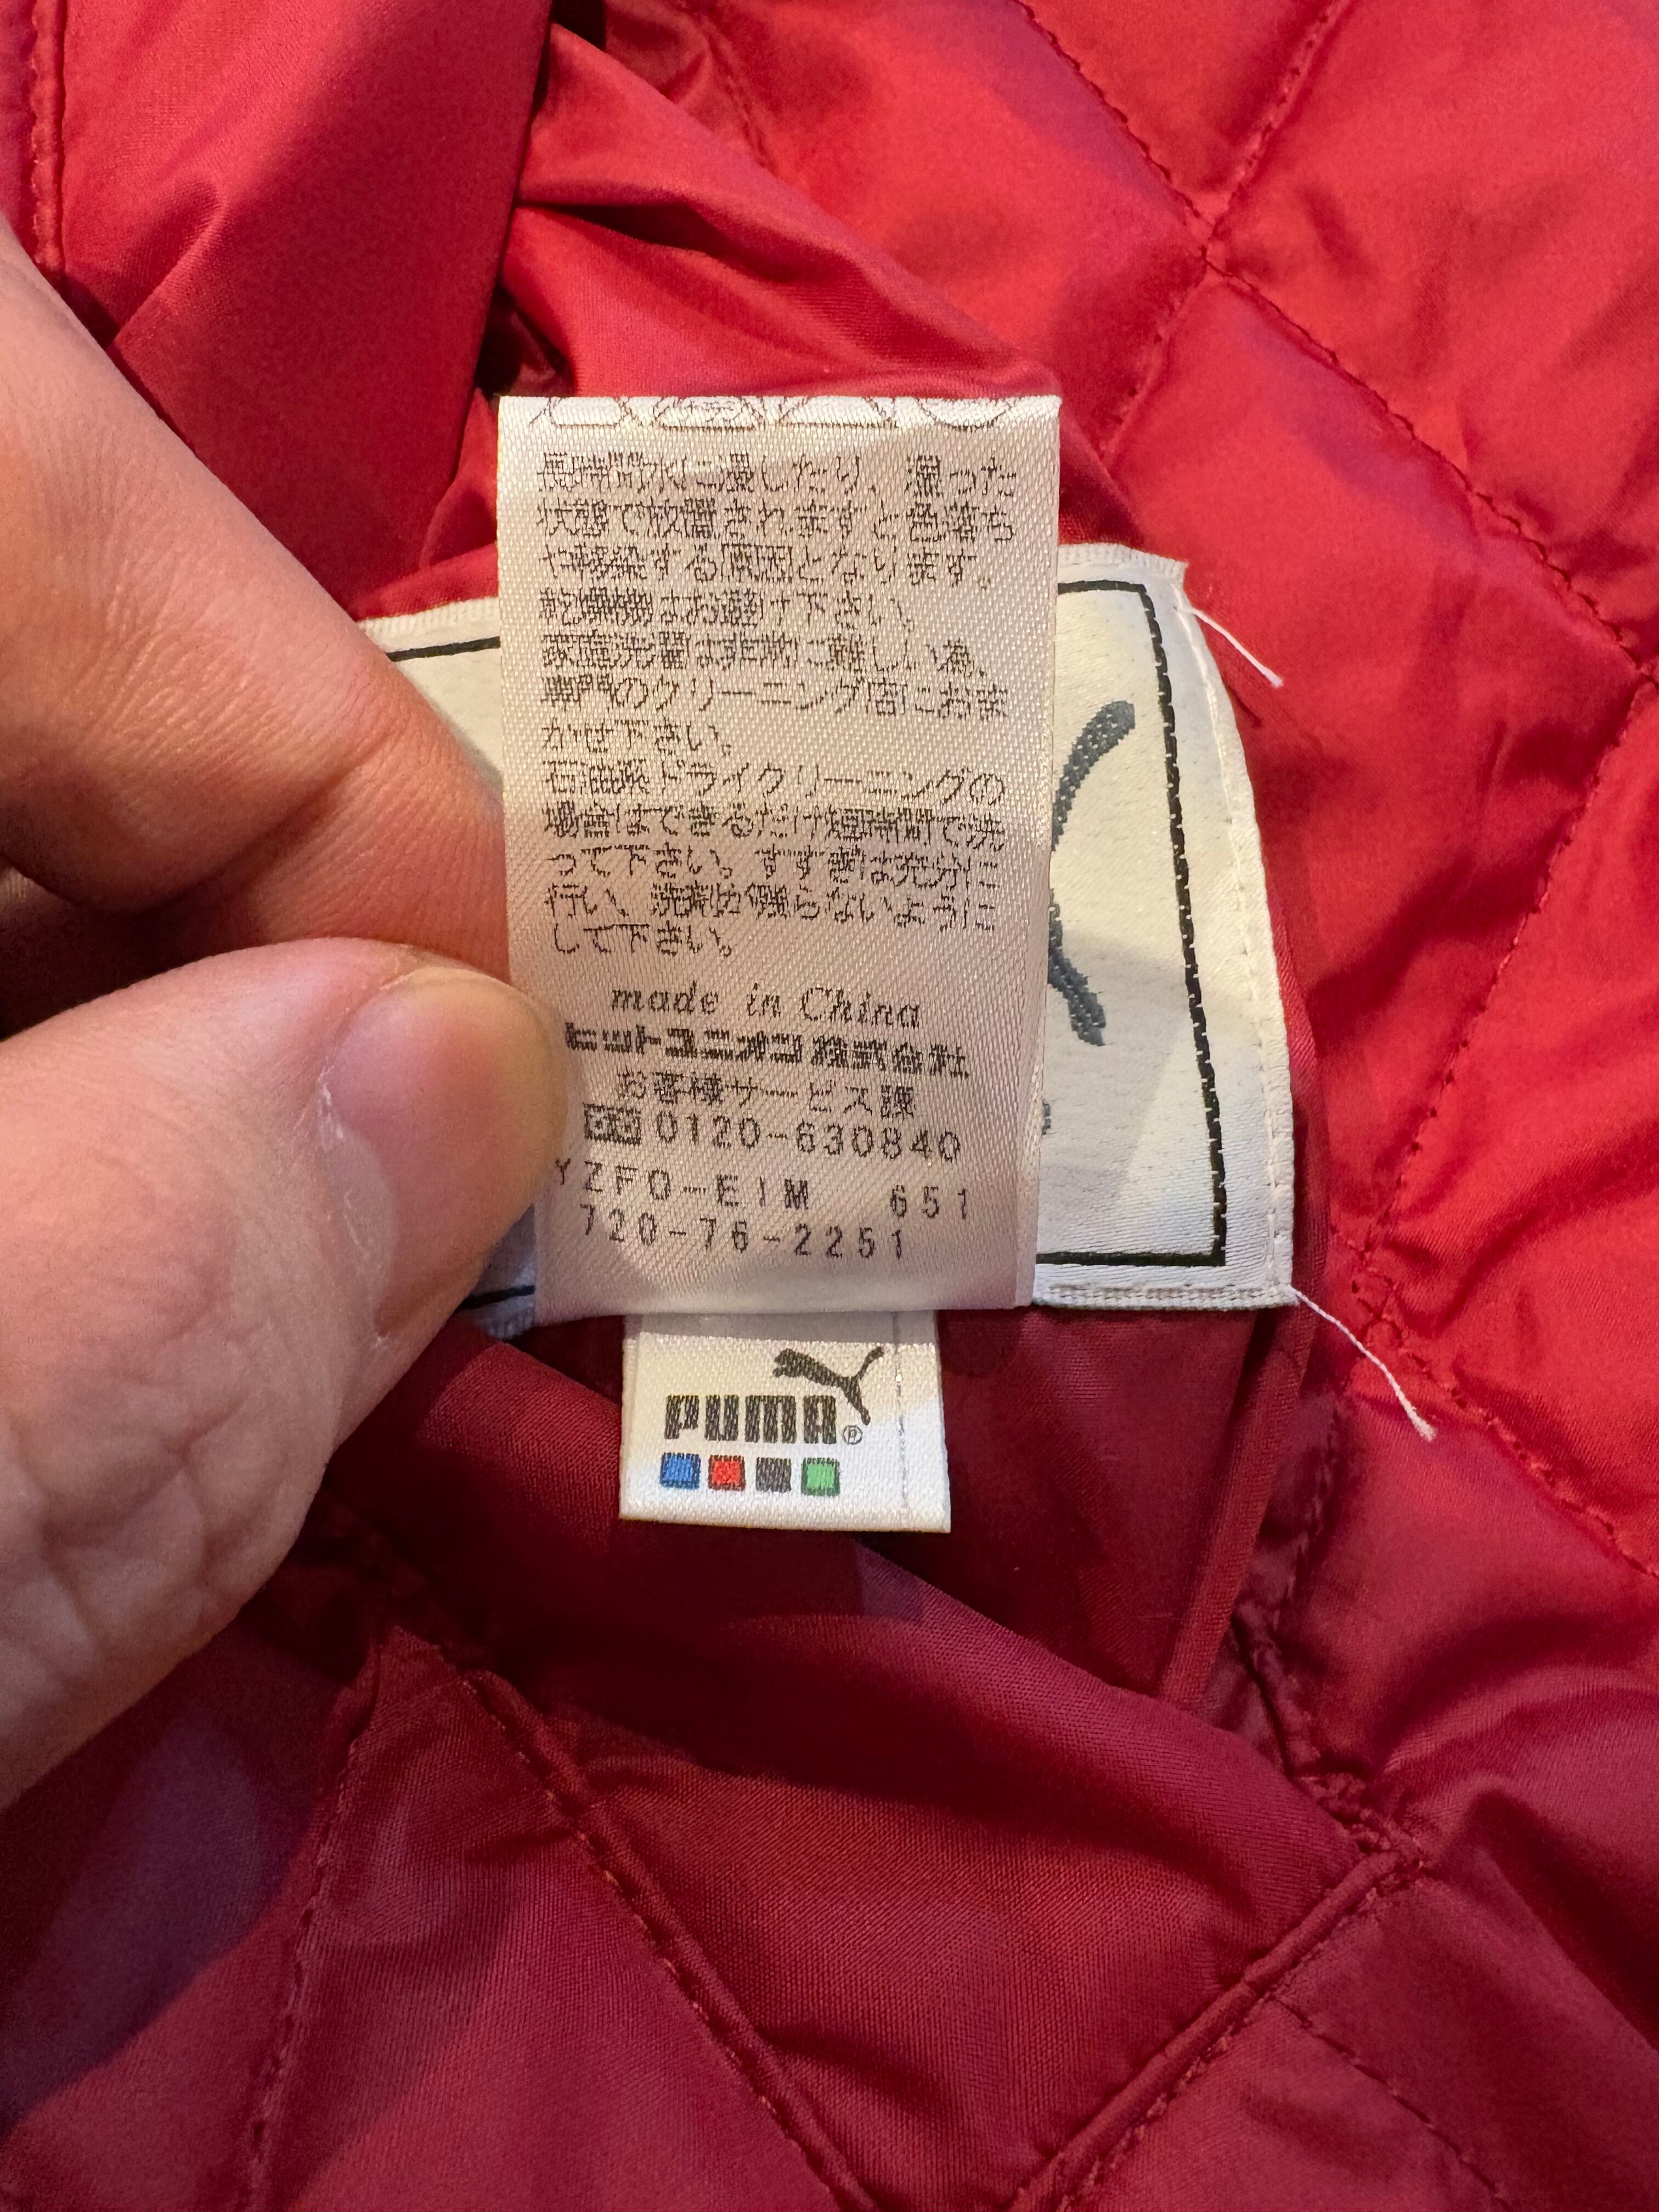 長時間水に浸したり、湿った
状態で放置されますと色落ち
や移染する原因となります。
乾燥機はお避け下さい。
家庭洗濯は非常に難しい為、
専門のクリーニング店におま
かせ下さい。
石油系ドライクリーニングの
場合はできるだけ短時間で洗
って下さい。すすぎは充分に
行い、洗剤が残らないように
して下さい。
made in China
ヒットユニオン株式会社
お客様サービス課
0120-630840
YZFO-EIM 651
720-76-2251
PUMA®